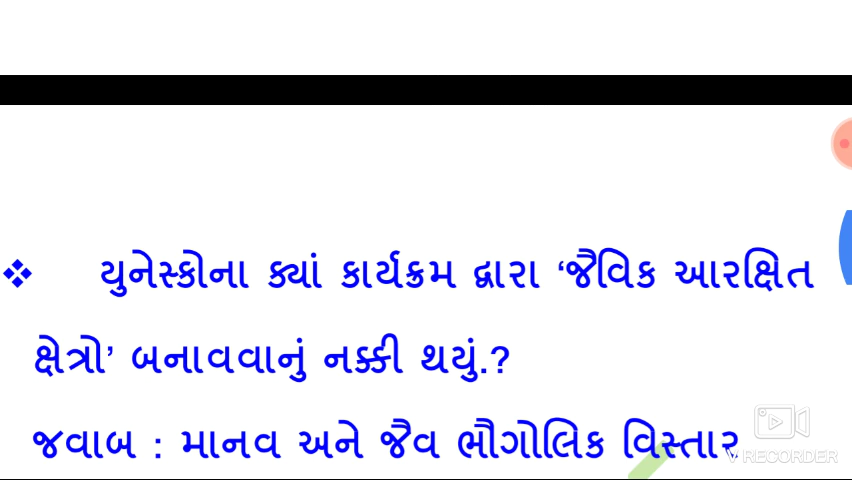 ❖ યુનેસ્કોના ક્યાં કાર્યક્રમ દ્વારા ‘જૈવિક આરક્ષિત
ક્ષેત્રો’ બનાવવાનું નક્કી થયું.?
જવાબ : માનવ અને જૈવ ભૌગોલિક વિસ્તાર
V RECORDER